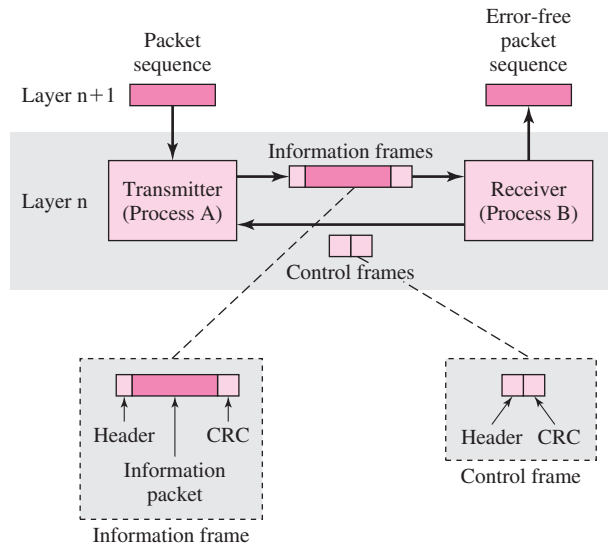 Packet
sequence
Error-free
packet
sequence
Layer n+1
Information frames
Layer n
Transmitter
(Process A)
Receiver
(Process B)
Control frames
Header
CRC
Information
packet
Information frame
Header
CRC
Control frame